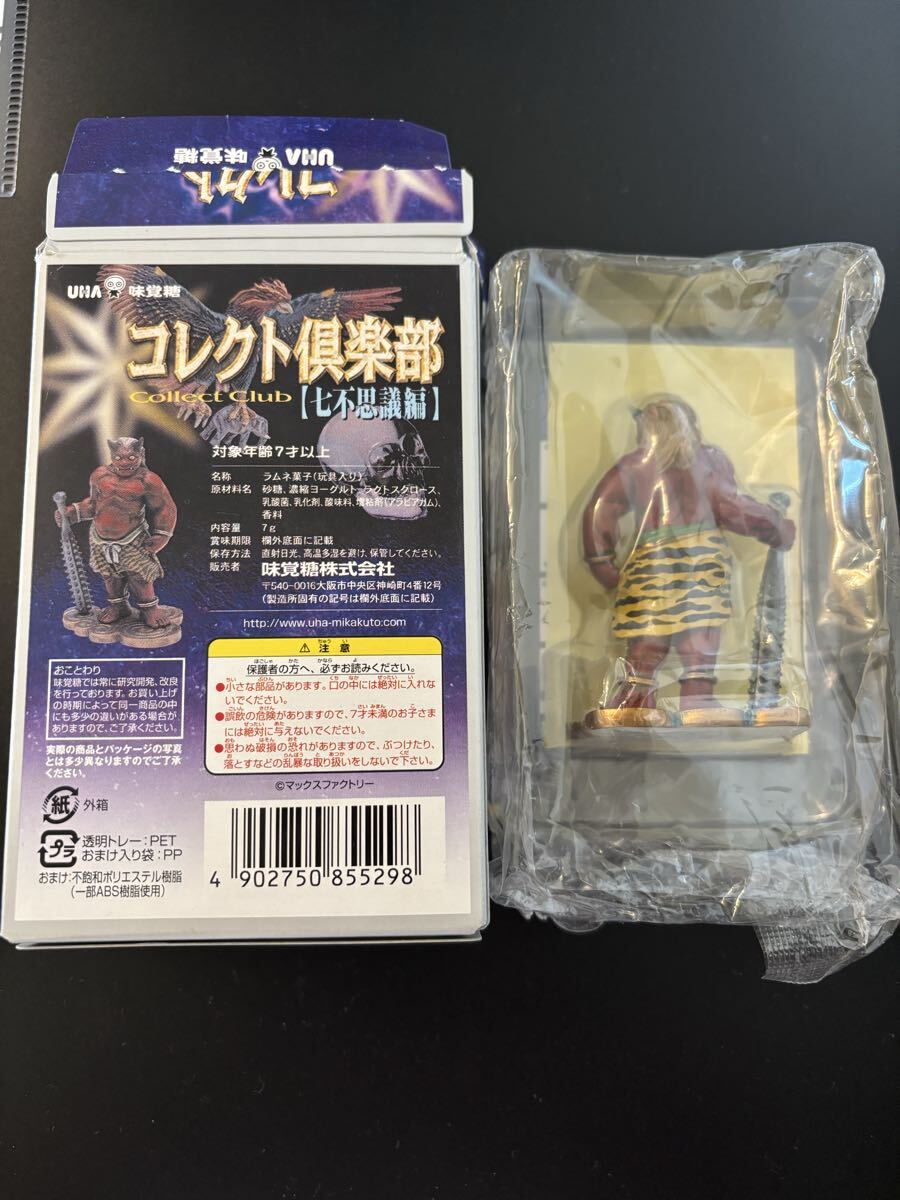 UHA 味覚糖
コレクト
UHA 味覚糖
コレクト倶楽部
Collect Club
【七不思議編】
対象年齢7才以上
名称 ラムネ菓子(玩具入り)
原材料名 砂糖、濃縮ヨーグルト、ラクトスクロース、
乳酸菌、乳化剤、酸味料、増粘剤(アラビアガム)、
香料
内容量 7g
賞味期限 欄外底面に記載
保存方法 直射日光、高温多湿を避け、保管してください。
販売者 味覚糖株式会社
〒540-0016大阪市中央区神崎町4番12号
(製造所固有の記号は欄外底面に記載)
http://www.uha-mikakuto.com/
⚠ 注意
保護者の方へ、必ずお読みください。
●小さな部品があります。口の中には絶対に入れな
いでください。
●誤飲の危険がありますので、7才未満のお子さま
には絶対に与えないでください。
●思わぬ破損の恐れがありますので、ぶつけたり、
落とすなどの乱暴な取り扱いをしないで下さい。
©マックスファクトリー
おことわり
味覚糖では常に研究開発、改良
を行っております。お買い上げ
の時期によって同一商品の中
にも多少の違いがある場合が
ありますので、ご了承ください。
実際の商品とパッケージの写真
とは多少異なりますのでご了承
ください。
紙 外箱
プラ 透明トレー:PET
おまけ入り袋:PP
おまけ:不飽和ポリエステル樹脂
(一部ABS樹脂使用)
4 902750 855298